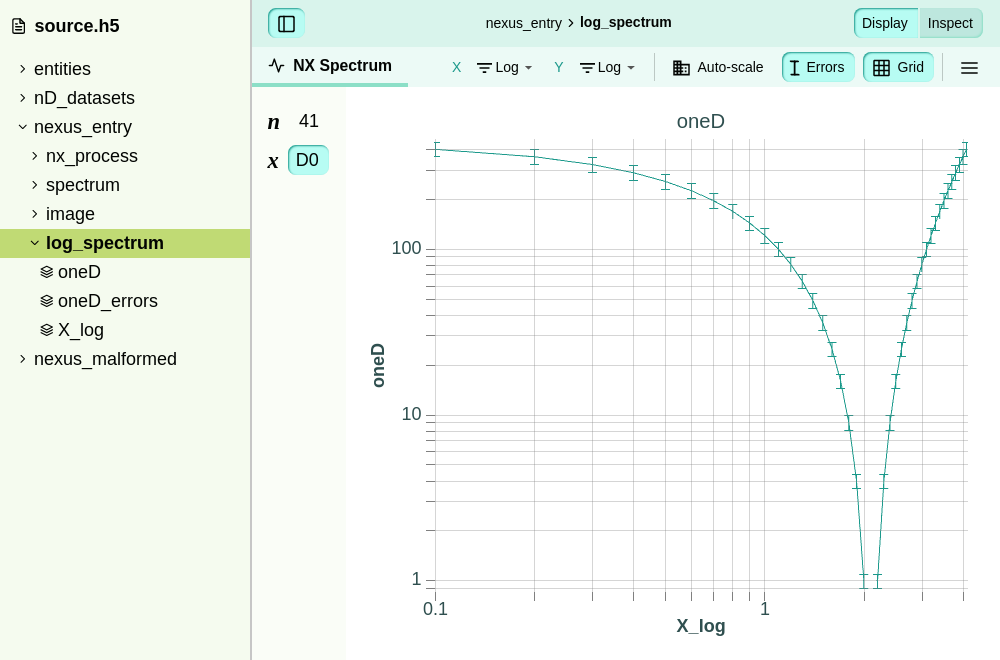 source.h5
entities
nD_datasets
nexus_entry
nx_process
spectrum
image
log_spectrum
oneD
oneD_errors
X_log
nexus_malformed
nexus_entry › log_spectrum
Display Inspect
NX Spectrum
X Log Y Log Auto-scale Errors Grid
n 41
x D0
oneD
100
10
1
oneD
0.1 1
X_log